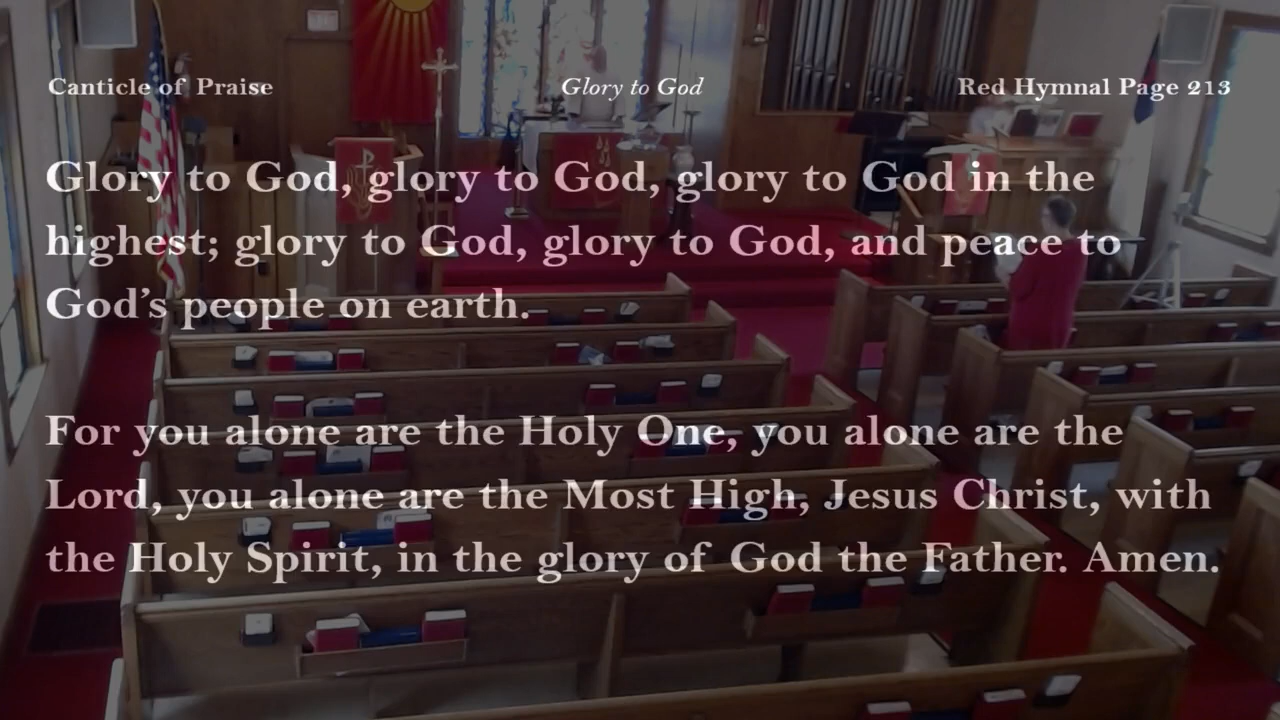 Canticle of Praise Glory to God Red Hymnal Page 213
Glory to God, glory to God, glory to God in the
highest; glory to God, glory to God, and peace to
God’s people on earth.
For you alone are the Holy One, you alone are the
Lord, you alone are the Most High, Jesus Christ, with
the Holy Spirit, in the glory of God the Father. Amen.